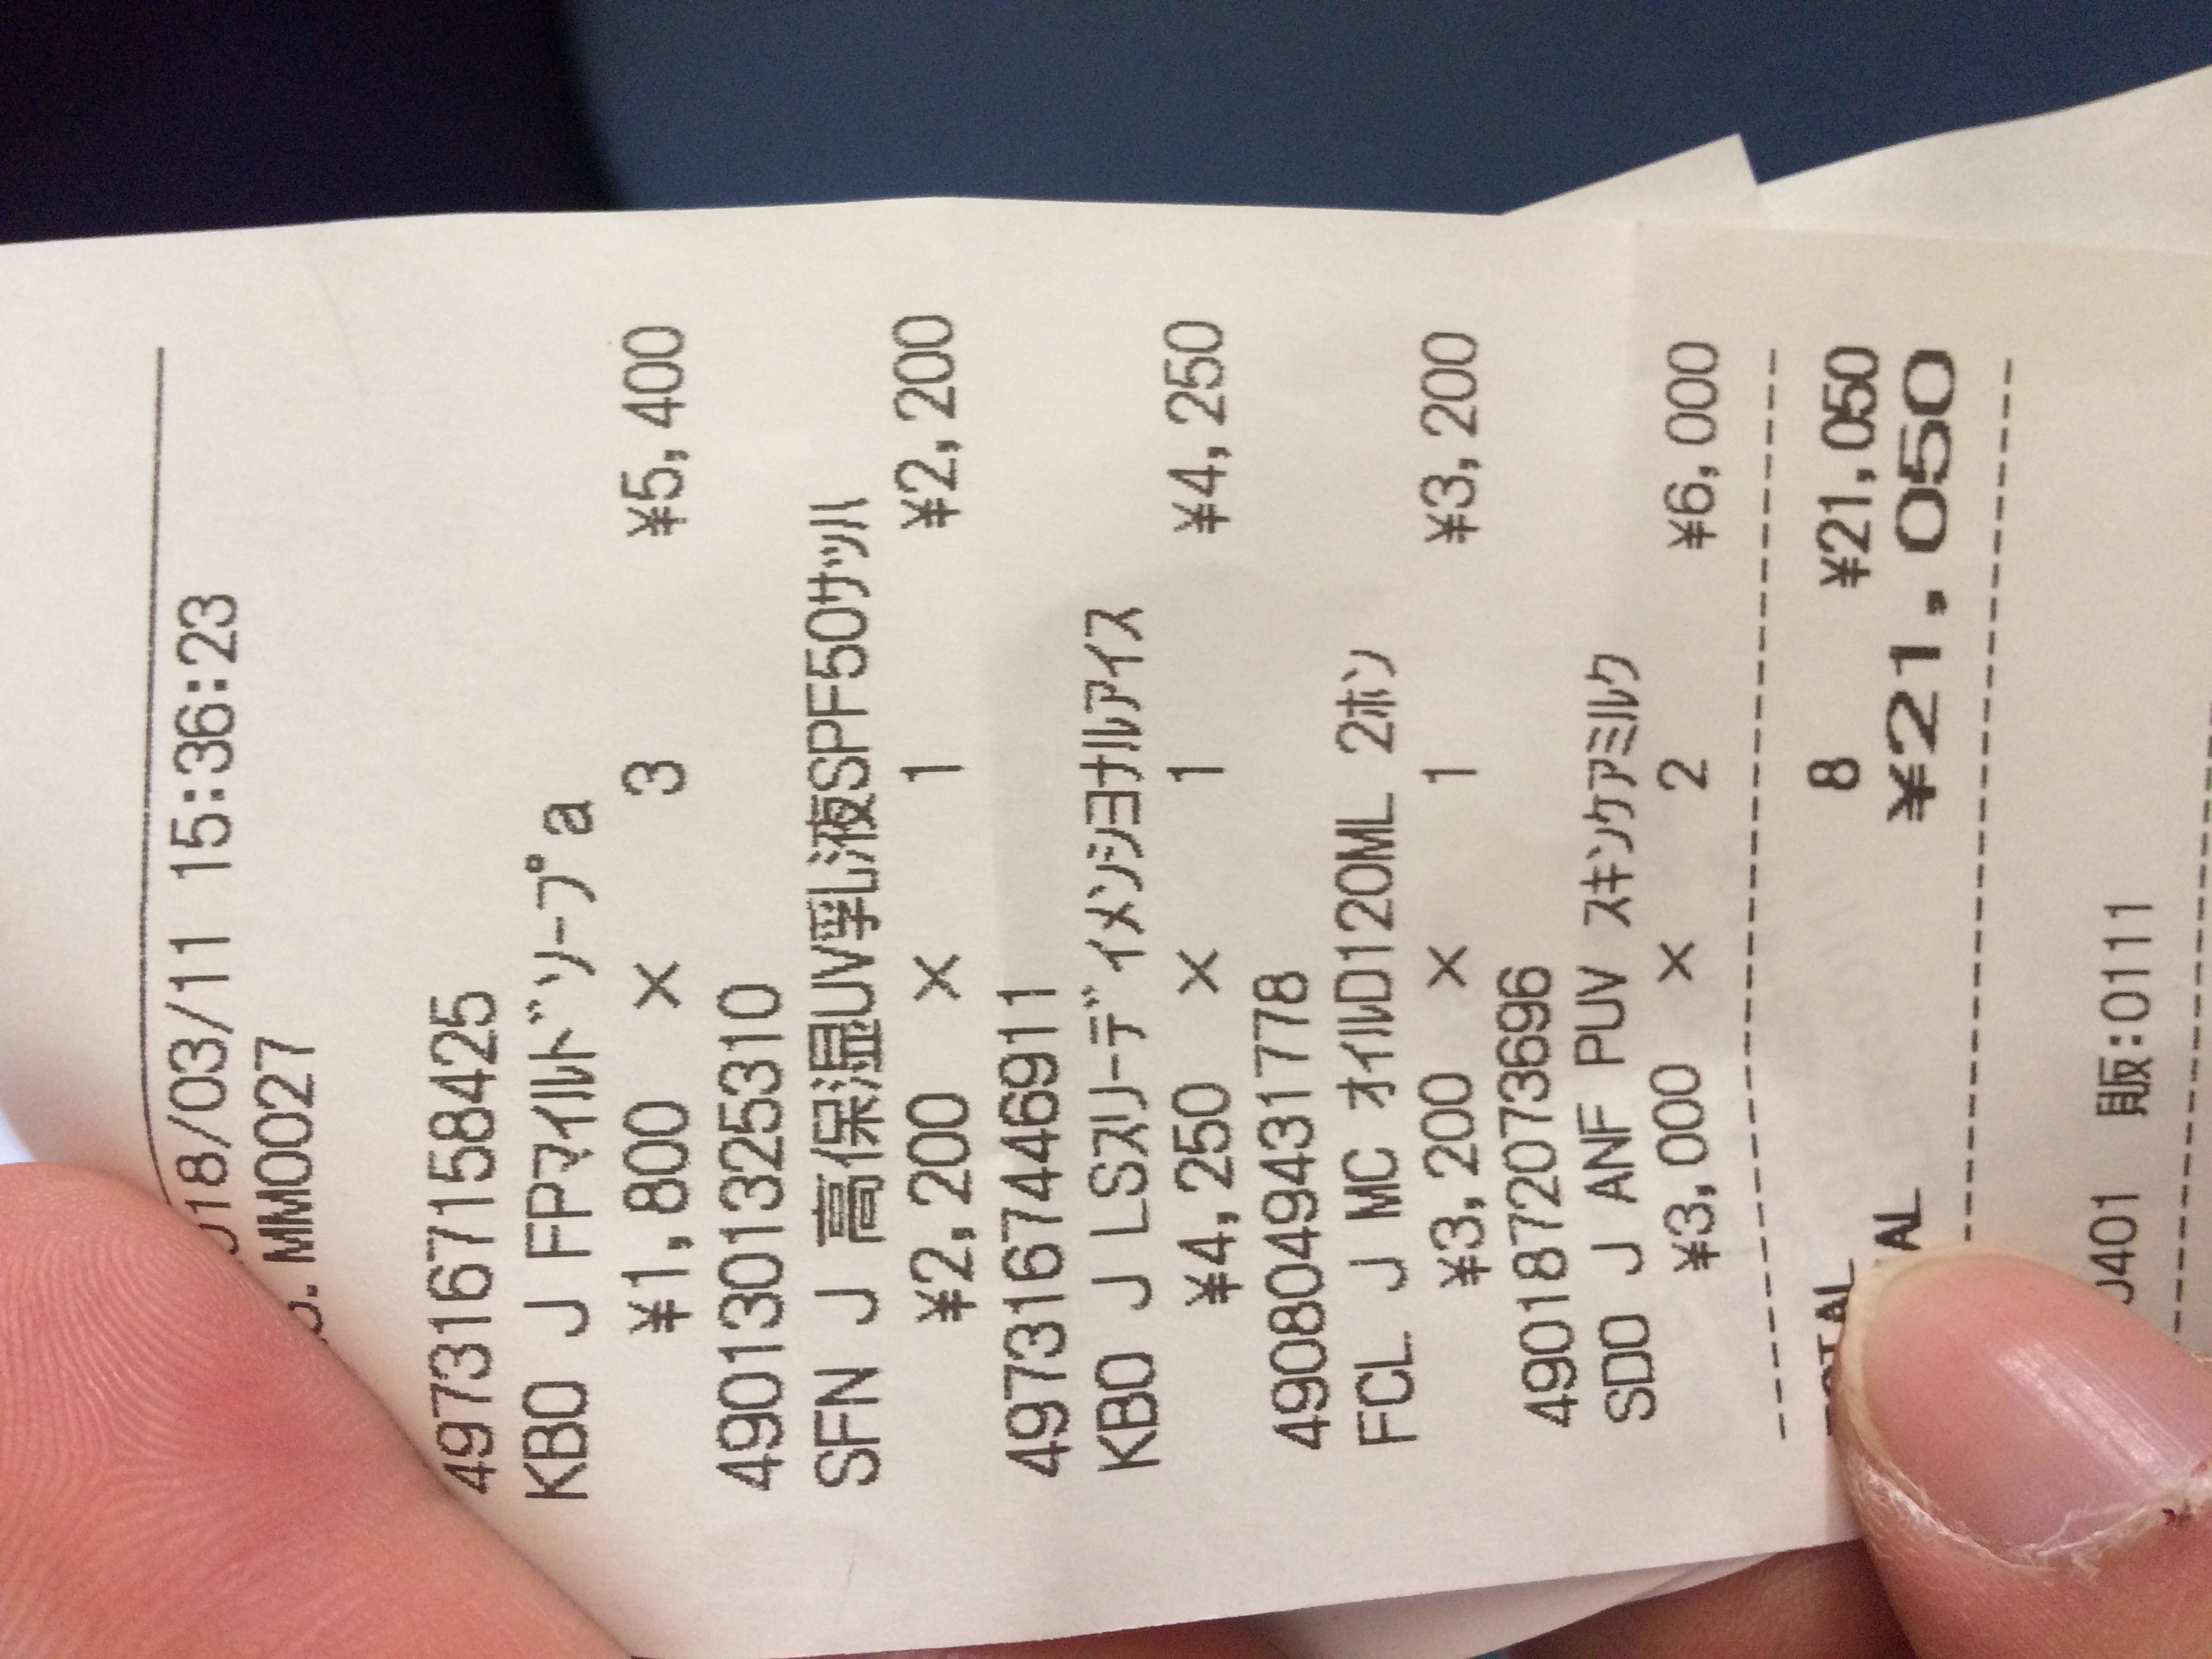 018/03/11 15:36:23
. MM0027
4973167158425
KBO J FPマイルドソープa
¥1,800 × 3 ¥5,400
4901301325310
SFN J 高保湿UV乳液SPF50サッパ
¥2,200 × 1 ¥2,200
4973167446911
KBO J LSスリーディメンショナルアイス
¥4,250 × 1 ¥4,250
4908049431778
FCL J MC オイルD120ML 2ホン
¥3,200 × 1 ¥3,200
4901872073696
SDO J ANF PUV スキンケアミルク
¥3,000 × 2 ¥6,000
8 ¥21,050
AL ¥21,050
J401 販:0111